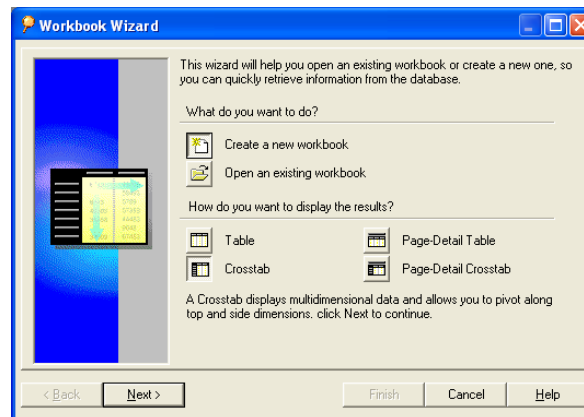 Workbook Wizard
This wizard will help you open an existing workbook or create a new one, so
you can quickly retrieve information from the database.
What do you want to do?
Create a new workbook
Open an existing workbook
How do you want to display the results?
Table
Page-Detail Table
Crosstab
Page-Detail Crosstab
A Crosstab displays multidimensional data and allows you to pivot along
top and side dimensions. click Next to continue.
< Back
Next >
Finish
Cancel
Help